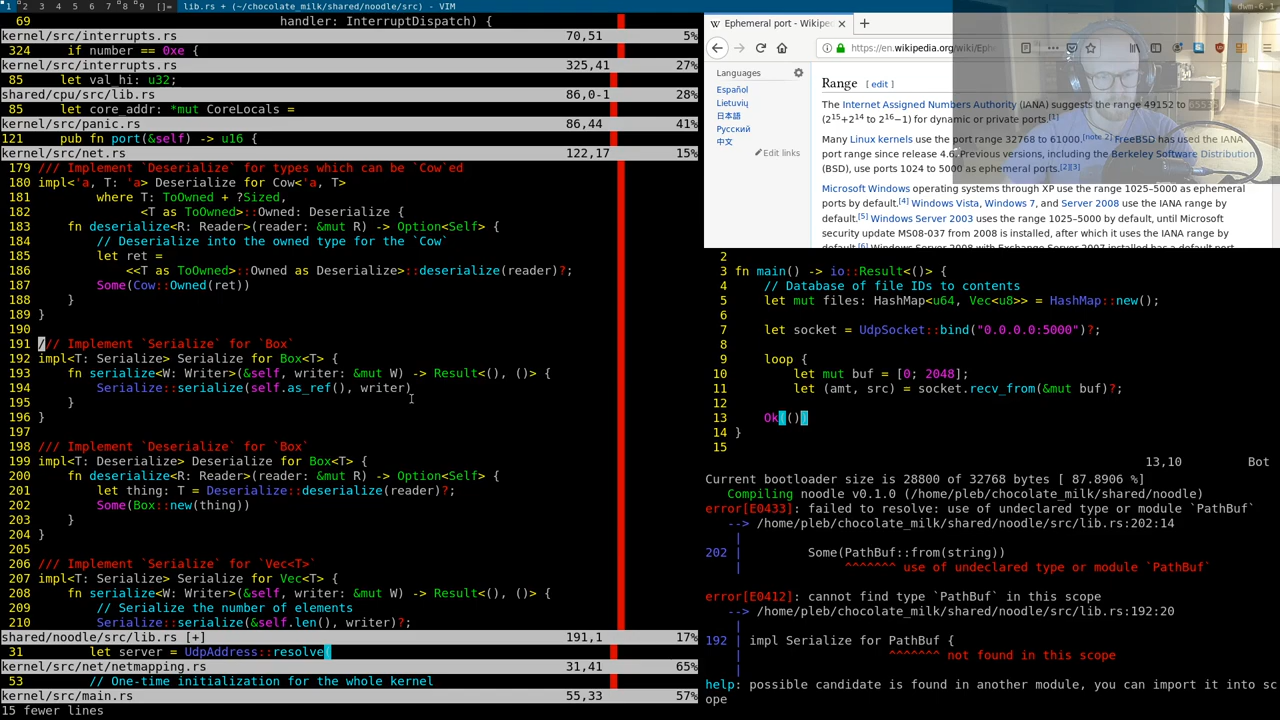 1 2 3 4 5 6 7 8 9 []= lib.rs + (~/chocolate_milk/shared/noodle/src) - VIM
dwm-6.1
69 handler: InterruptDispatch) {
kernel/src/interrupts.rs 70,51 5%
324 if number == 0xe {
kernel/src/interrupts.rs 325,41 27%
85 let val_hi: u32;
shared/cpu/src/lib.rs 86,0-1 28%
85 let core_addr: *mut CoreLocals =
kernel/src/panic.rs 86,44 41%
121 pub fn port(&self) -> u16 {
kernel/src/net.rs 122,17 15%
179 /// Implement `Deserialize` for types which can be `Cow`ed
180 impl<'a, T: 'a> Deserialize for Cow<'a, T>
181 where T: ToOwned + ?Sized,
182 <T as ToOwned>::Owned: Deserialize {
183 fn deserialize<R: Reader>(reader: &mut R) -> Option<Self> {
184 // Deserialize into the owned type for the `Cow`
185 let ret =
186 <<T as ToOwned>::Owned as Deserialize>::deserialize(reader)?;
187 Some(Cow::Owned(ret))
188 }
189 }
190
191 /// Implement `Serialize` for `Box`
192 impl<T: Serialize> Serialize for Box<T> {
193 fn serialize<W: Writer>(&self, writer: &mut W) -> Result<(), ()> {
194 Serialize::serialize(self.as_ref(), writer)
195 }
196 }
197
198 /// Implement `Deserialize` for `Box`
199 impl<T: Deserialize> Deserialize for Box<T> {
200 fn deserialize<R: Reader>(reader: &mut R) -> Option<Self> {
201 let thing: T = Deserialize::deserialize(reader)?;
202 Some(Box::new(thing))
203 }
204 }
205
206 /// Implement `Serialize` for `Vec<T>`
207 impl<T: Serialize> Serialize for Vec<T> {
208 fn serialize<W: Writer>(&self, writer: &mut W) -> Result<(), ()> {
209 // Serialize the number of elements
210 Serialize::serialize(&self.len(), writer)?;
shared/noodle/src/lib.rs [+] 191,1 17%
31 let server = UdpAddress::resolve(
kernel/src/net/netmapping.rs 31,41 65%
53 // One-time initialization for the whole kernel
kernel/src/main.rs 55,33 57%
15 fewer lines
W Ephemeral port - Wikipe
https://en.wikipedia.org/wiki/Eph
Languages
Español
Lietuvių
日本語
Русский
中文
Edit links
Range [ edit ]
The Internet Assigned Numbers Authority (IANA) suggests the range 49152 to 65535
(2¹⁵+2¹⁴ to 2¹⁶−1) for dynamic or private ports.[1]
Many Linux kernels use the port range 32768 to 61000.[note 2] FreeBSD has used the IANA
port range since release 4.6. Previous versions, including the Berkeley Software Distribution
(BSD), use ports 1024 to 5000 as ephemeral ports.[2][3]
Microsoft Windows operating systems through XP use the range 1025–5000 as ephemeral
ports by default.[4] Windows Vista, Windows 7, and Server 2008 use the IANA range by
default.[5] Windows Server 2003 uses the range 1025–5000 by default, until Microsoft
security update MS08-037 from 2008 is installed, after which it uses the IANA range by
default.[6] Windows Server 2008 with Exchange Server 2007 installed has a default port
2
3 fn main() -> io::Result<()> {
4 // Database of file IDs to contents
5 let mut files: HashMap<u64, Vec<u8>> = HashMap::new();
6
7 let socket = UdpSocket::bind("0.0.0.0:5000")?;
8
9 loop {
10 let mut buf = [0; 2048];
11 let (amt, src) = socket.recv_from(&mut buf)?;
12
13 Ok(())
14 }
15
13,10 Bot
Current bootloader size is 28800 of 32768 bytes [ 87.8906 %]
Compiling noodle v0.1.0 (/home/pleb/chocolate_milk/shared/noodle)
error[E0433]: failed to resolve: use of undeclared type or module `PathBuf`
--> /home/pleb/chocolate_milk/shared/noodle/src/lib.rs:202:14
|
202 | Some(PathBuf::from(string))
| ^^^^^^^ use of undeclared type or module `PathBuf`
error[E0412]: cannot find type `PathBuf` in this scope
--> /home/pleb/chocolate_milk/shared/noodle/src/lib.rs:192:20
|
192 | impl Serialize for PathBuf {
| ^^^^^^^ not found in this scope
help: possible candidate is found in another module, you can import it into sc
ope